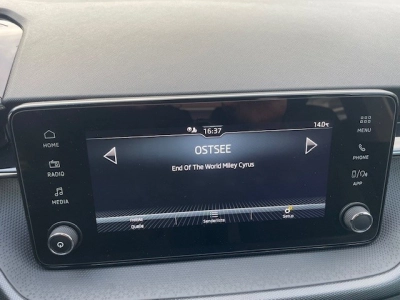 16:37
14.0
OSTSEE
End Of The World Miley Cyrus
HOME
RADIO
MEDIA
MENU
PHONE
APP
Quelle
Senderliste
Setup